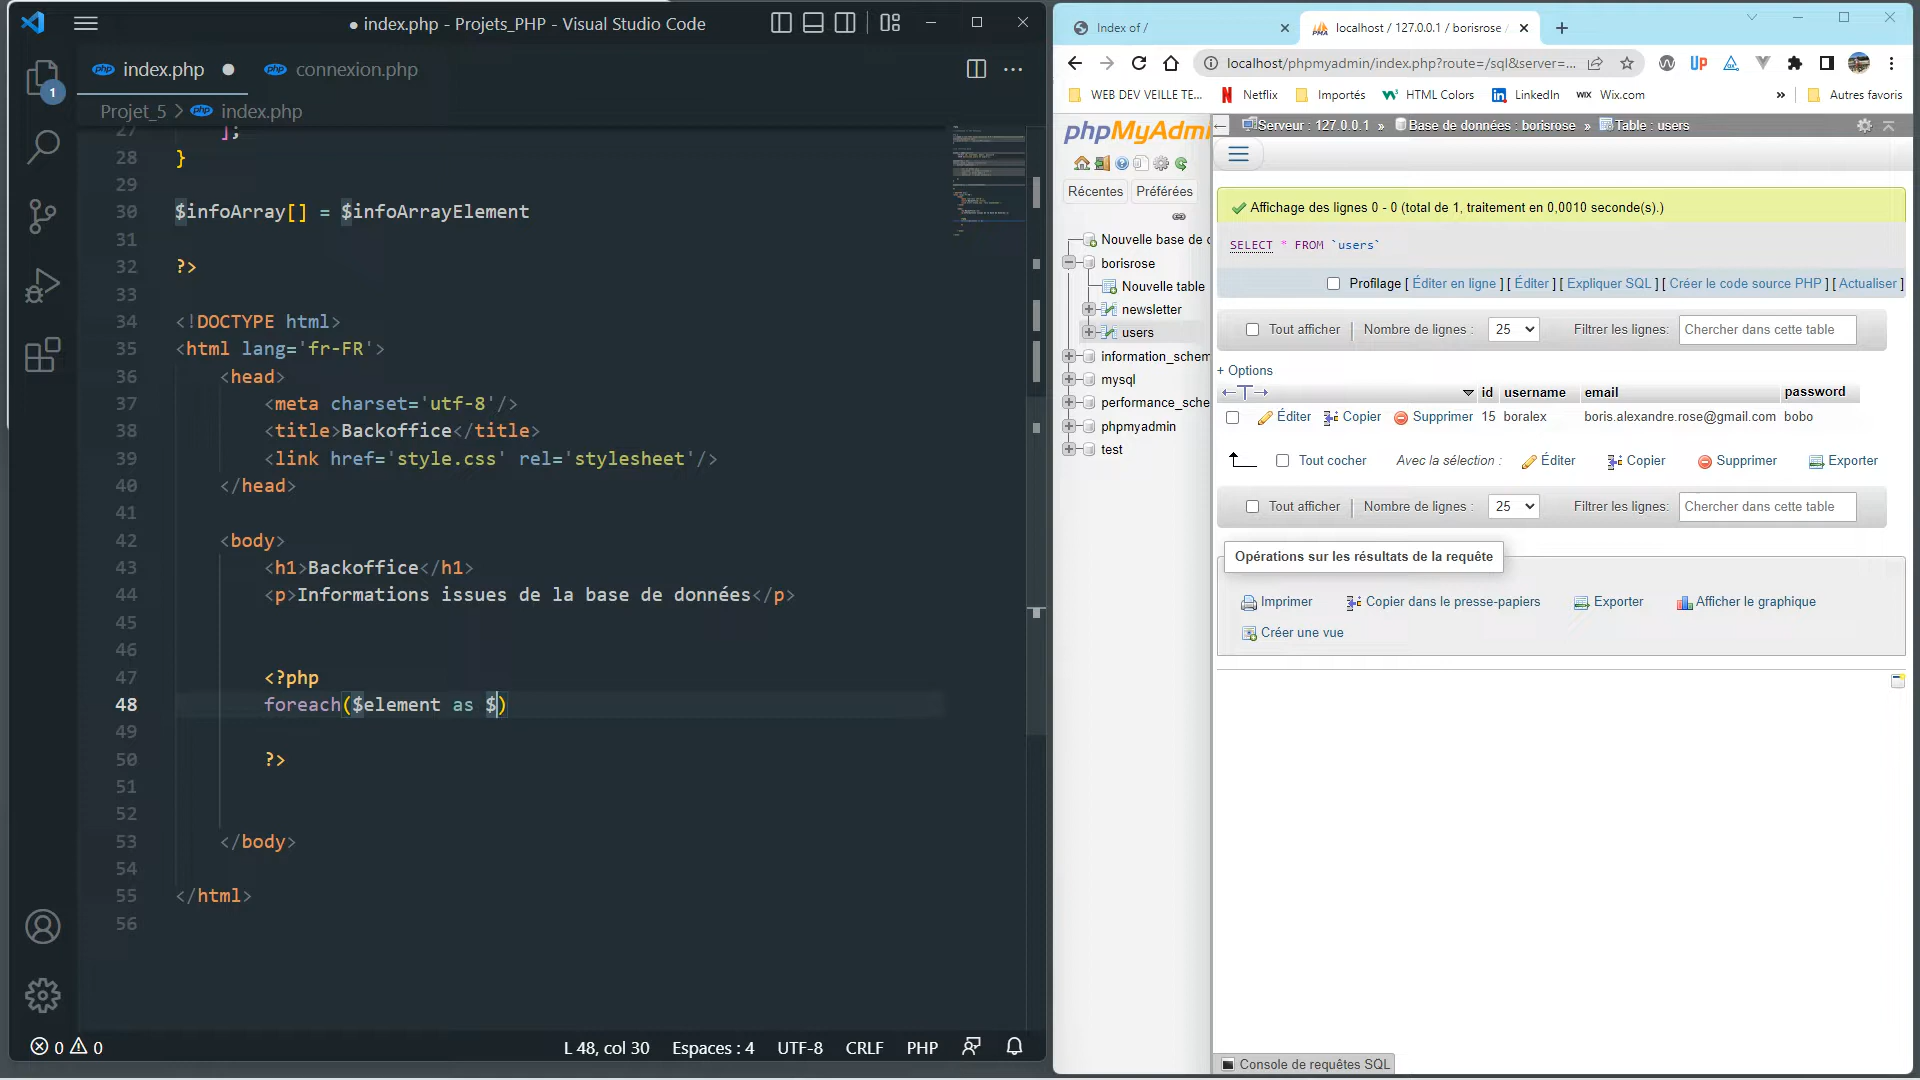 index.php - Projets_PHP - Visual Studio Code
index.php
connexion.php
1
Projet_5 > index.php
27 ];
28 }
29
30 $infoArray[] = $infoArrayElement
31
32 ?>
33
34 <!DOCTYPE html>
35 <html lang='fr-FR'>
36 <head>
37 <meta charset='utf-8'/>
38 <title>Backoffice</title>
39 <link href='style.css' rel='stylesheet'/>
40 </head>
41
42 <body>
43 <h1>Backoffice</h1>
44 <p>Informations issues de la base de données</p>
45
46
47 <?php
48 foreach($element as $)
49
50 ?>
51
52
53 </body>
54
55 </html>
56
0 0
L 48, col 30 Espaces : 4 UTF-8 CRLF PHP
Index of /
localhost / 127.0.0.1 / borisrose
localhost/phpmyadmin/index.php?route=/sql&server=...
UP
WEB DEV VEILLE TE... Netflix Importés HTML Colors LinkedIn WIX Wix.com » Autres favoris
phpMyAdmi
Récentes Préférées
Nouvelle base de
borisrose
Nouvelle table
newsletter
users
information_schem
mysql
performance_sche
phpmyadmin
test
Serveur : 127.0.0.1 » Base de données : borisrose » Table : users
Affichage des lignes 0 - 0 (total de 1, traitement en 0,0010 seconde(s).)
SELECT * FROM `users`
Profilage [ Éditer en ligne ] [ Éditer ] [ Expliquer SQL ] [ Créer le code source PHP ] [ Actualiser ]
Tout afficher Nombre de lignes : 25 Filtrer les lignes: Chercher dans cette table
+ Options
id username email password
Éditer Copier Supprimer 15 boralex boris.alexandre.rose@gmail.com bobo
Tout cocher Avec la sélection : Éditer Copier Supprimer Exporter
Tout afficher Nombre de lignes : 25 Filtrer les lignes: Chercher dans cette table
Opérations sur les résultats de la requête
Imprimer Copier dans le presse-papiers Exporter Afficher le graphique
Créer une vue
Console de requêtes SQL